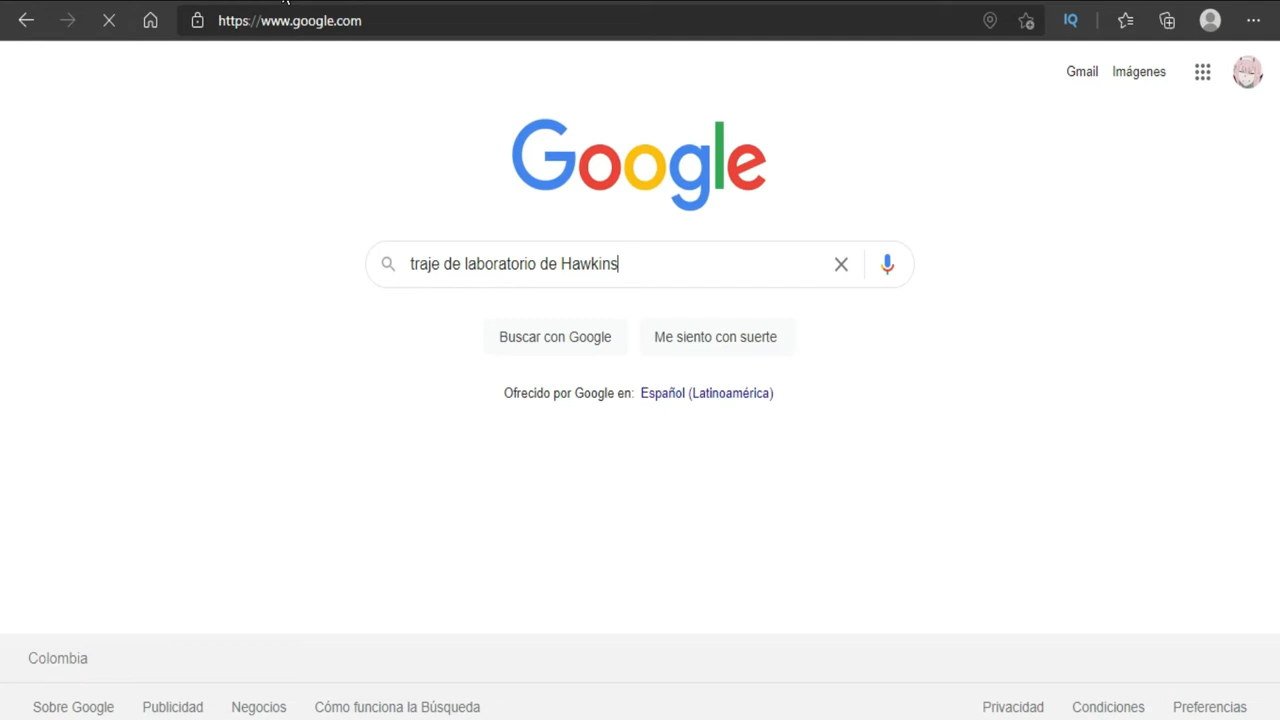 https://www.google.com
IQ
Gmail Imágenes
Google
traje de laboratorio de Hawkins
Buscar con Google Me siento con suerte
Ofrecido por Google en: Español (Latinoamérica)
Colombia
Sobre Google Publicidad Negocios Cómo funciona la Búsqueda Privacidad Condiciones Preferencias